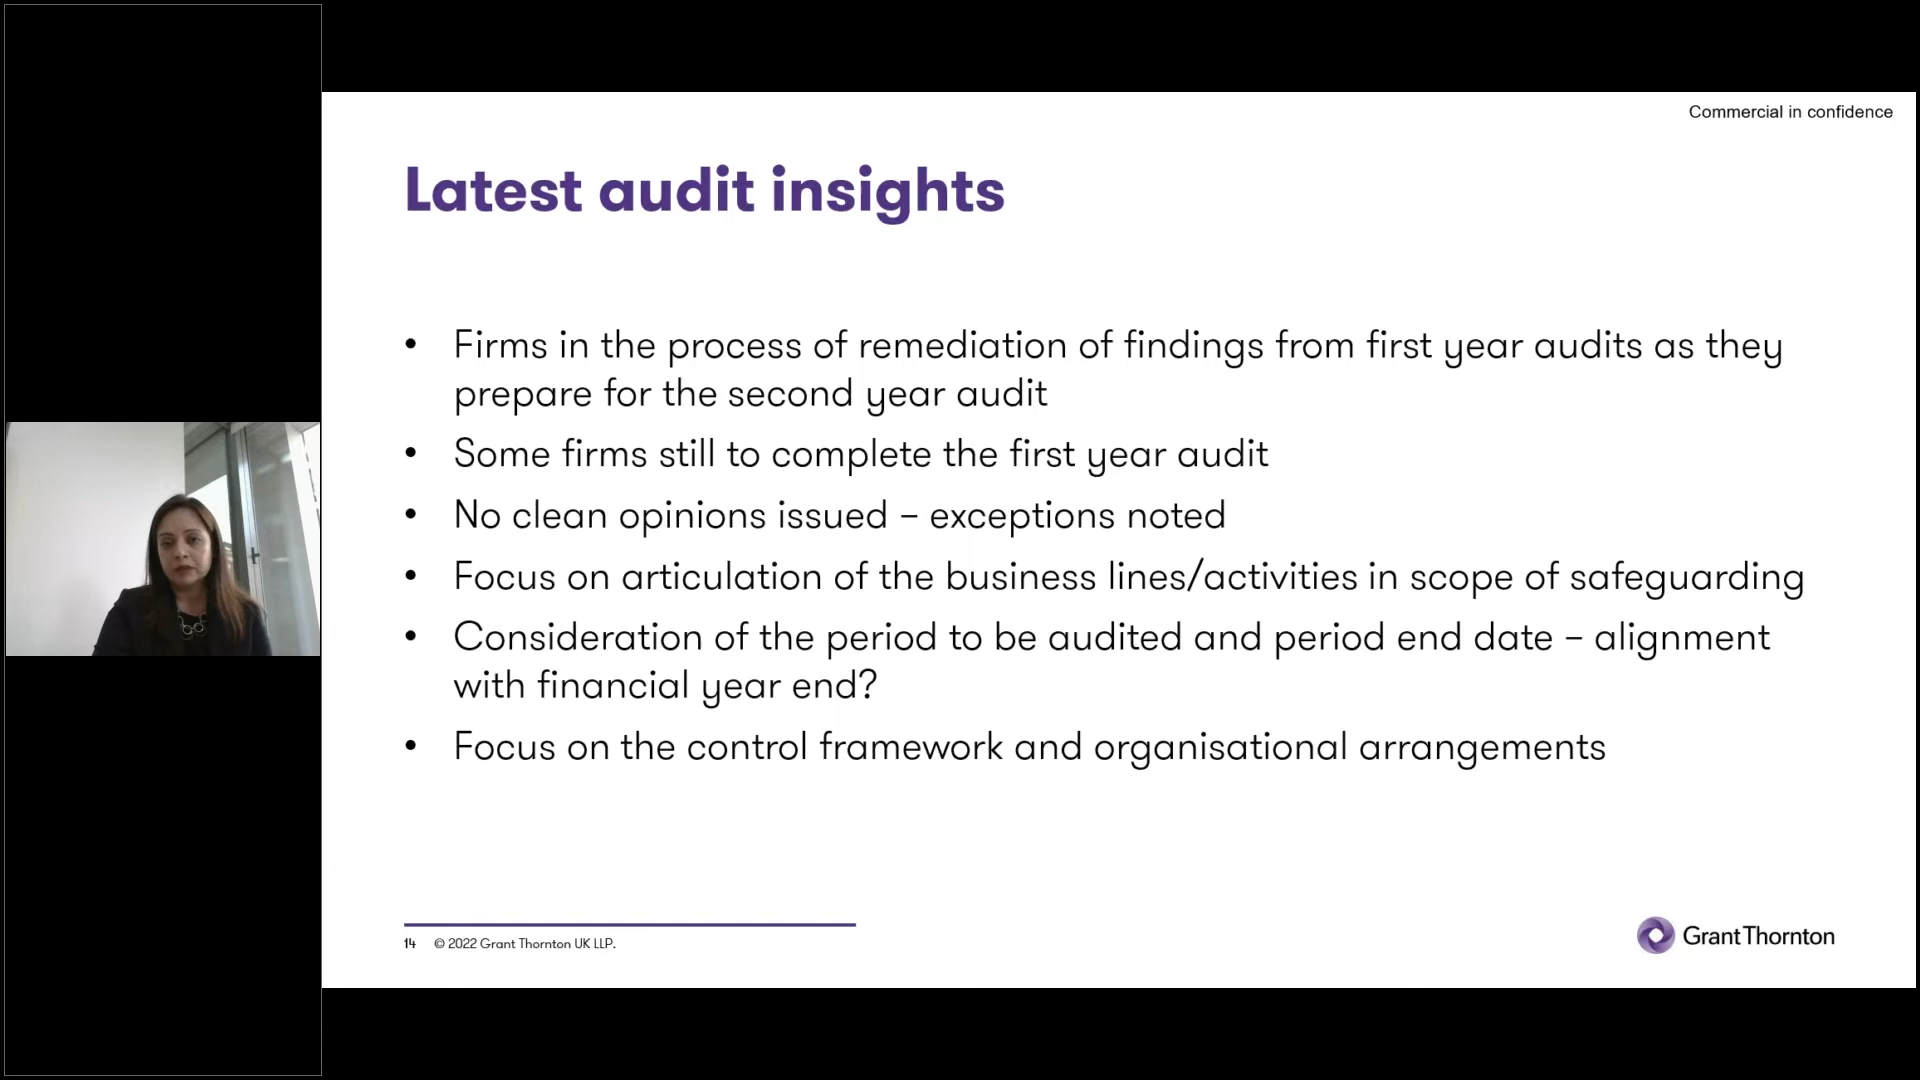 Commercial in confidence
Latest audit insights
• Firms in the process of remediation of findings from first year audits as they
prepare for the second year audit
• Some firms still to complete the first year audit
• No clean opinions issued – exceptions noted
• Focus on articulation of the business lines/activities in scope of safeguarding
• Consideration of the period to be audited and period end date – alignment
with financial year end?
• Focus on the control framework and organisational arrangements
14 © 2022 Grant Thornton UK LLP.
GrantThornton